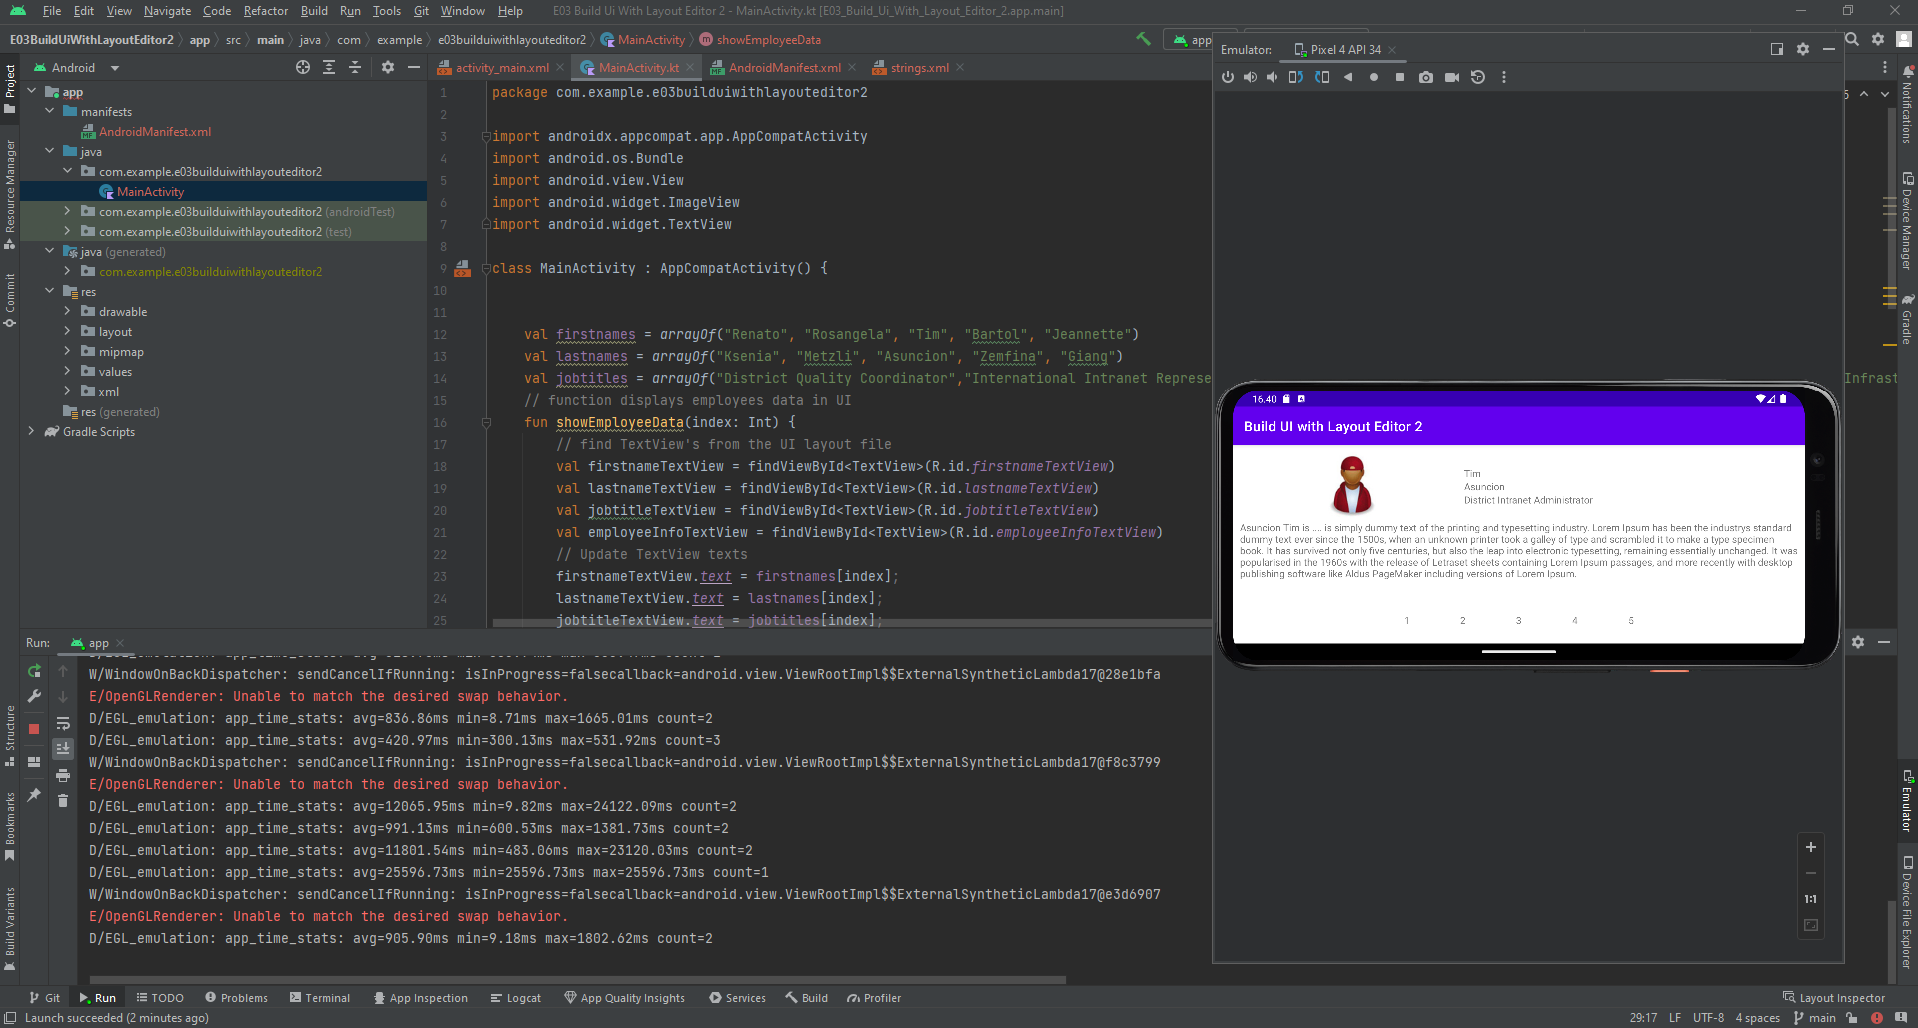 File Edit View Navigate Code Refactor Build Run Tools Git Window Help E03 Build Ui With Layout Editor 2 - MainActivity.kt [E03_Build_Ui_With_Layout_Editor_2.app.main]
E03BuildUiWithLayoutEditor2 app src main java com example e03builduiwithlayouteditor2 MainActivity showEmployeeData
app
Project
Resource Manager
Commit
Structure
Bookmarks
Build Variants
Android
app
manifests
AndroidManifest.xml
java
com.example.e03builduiwithlayouteditor2
MainActivity
com.example.e03builduiwithlayouteditor2 (androidTest)
com.example.e03builduiwithlayouteditor2 (test)
java (generated)
com.example.e03builduiwithlayouteditor2
res
drawable
layout
mipmap
values
xml
res (generated)
Gradle Scripts
activity_main.xml MainActivity.kt AndroidManifest.xml strings.xml
1 package com.example.e03builduiwithlayouteditor2
2
3 import androidx.appcompat.app.AppCompatActivity
4 import android.os.Bundle
5 import android.view.View
6 import android.widget.ImageView
7 import android.widget.TextView
8
9 class MainActivity : AppCompatActivity() {
10
11
12 val firstnames = arrayOf("Renato", "Rosangela", "Tim", "Bartol", "Jeannette")
13 val lastnames = arrayOf("Ksenia", "Metzli", "Asuncion", "Zemfina", "Giang")
14 val jobtitles = arrayOf("District Quality Coordinator","International Intranet Represe
Infrast
15 // function displays employees data in UI
16 fun showEmployeeData(index: Int) {
17 // find TextView's from the UI layout file
18 val firstnameTextView = findViewById<TextView>(R.id.firstnameTextView)
19 val lastnameTextView = findViewById<TextView>(R.id.lastnameTextView)
20 val jobtitleTextView = findViewById<TextView>(R.id.jobtitleTextView)
21 val employeeInfoTextView = findViewById<TextView>(R.id.employeeInfoTextView)
22 // Update TextView texts
23 firstnameTextView.text = firstnames[index];
24 lastnameTextView.text = lastnames[index];
25 jobtitleTextView.text = jobtitles[index];
Emulator: Pixel 4 API 34
5
16.40
Build UI with Layout Editor 2
Tim
Asuncion
District Intranet Administrator
Asuncion Tim is .... is simply dummy text of the printing and typesetting industry. Lorem Ipsum has been the industrys standard
dummy text ever since the 1500s, when an unknown printer took a galley of type and scrambled it to make a type specimen
book. It has survived not only five centuries, but also the leap into electronic typesetting, remaining essentially unchanged. It was
popularised in the 1960s with the release of Letraset sheets containing Lorem Ipsum passages, and more recently with desktop
publishing software like Aldus PageMaker including versions of Lorem Ipsum.
1 2 3 4 5
1:1
Notifications
Device Manager
Gradle
Emulator
Device File Explorer
Run: app
W/WindowOnBackDispatcher: sendCancelIfRunning: isInProgress=falsecallback=android.view.ViewRootImpl$$ExternalSyntheticLambda17@28e1bfa
E/OpenGLRenderer: Unable to match the desired swap behavior.
D/EGL_emulation: app_time_stats: avg=836.86ms min=8.71ms max=1665.01ms count=2
D/EGL_emulation: app_time_stats: avg=420.97ms min=300.13ms max=531.92ms count=3
W/WindowOnBackDispatcher: sendCancelIfRunning: isInProgress=falsecallback=android.view.ViewRootImpl$$ExternalSyntheticLambda17@f8c3799
E/OpenGLRenderer: Unable to match the desired swap behavior.
D/EGL_emulation: app_time_stats: avg=12065.95ms min=9.82ms max=24122.09ms count=2
D/EGL_emulation: app_time_stats: avg=991.13ms min=600.53ms max=1381.73ms count=2
D/EGL_emulation: app_time_stats: avg=11801.54ms min=483.06ms max=23120.03ms count=2
D/EGL_emulation: app_time_stats: avg=25596.73ms min=25596.73ms max=25596.73ms count=1
W/WindowOnBackDispatcher: sendCancelIfRunning: isInProgress=falsecallback=android.view.ViewRootImpl$$ExternalSyntheticLambda17@e3d6907
E/OpenGLRenderer: Unable to match the desired swap behavior.
D/EGL_emulation: app_time_stats: avg=905.90ms min=9.18ms max=1802.62ms count=2
Git Run TODO Problems Terminal App Inspection Logcat App Quality Insights Services Build Profiler Layout Inspector
Launch succeeded (2 minutes ago) 29:17 LF UTF-8 4 spaces main